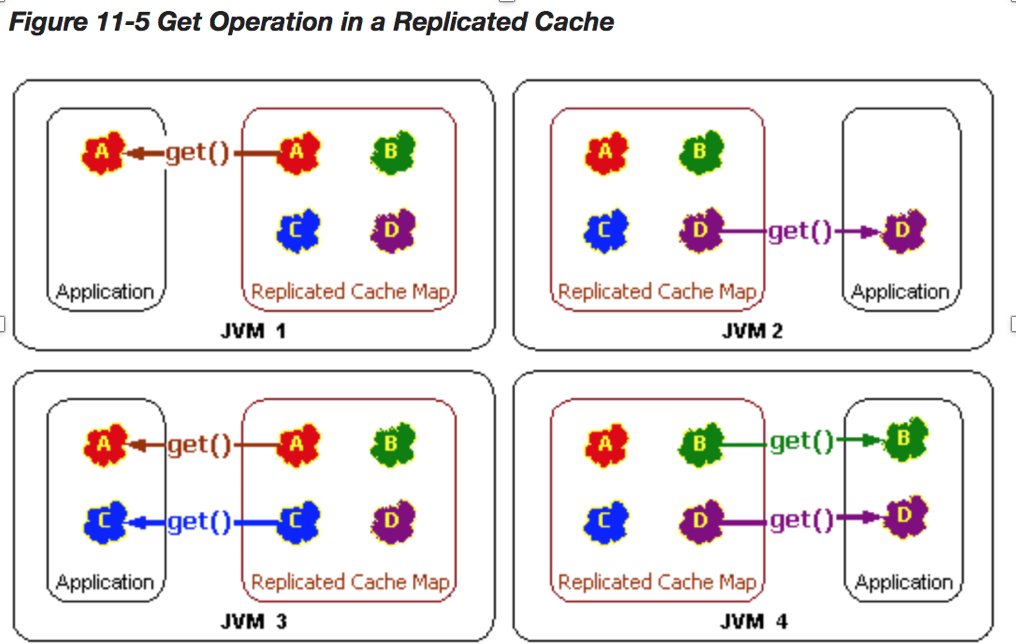 Figure 11-5 Get Operation in a Replicated Cache
A get() A B
C D
Application Replicated Cache Map
JVM 1
A B
C D get() D
Replicated Cache Map Application
JVM 2
A get() A B
C get() C D
Application Replicated Cache Map
JVM 3
A B get() B
C D get() D
Replicated Cache Map Application
JVM 4